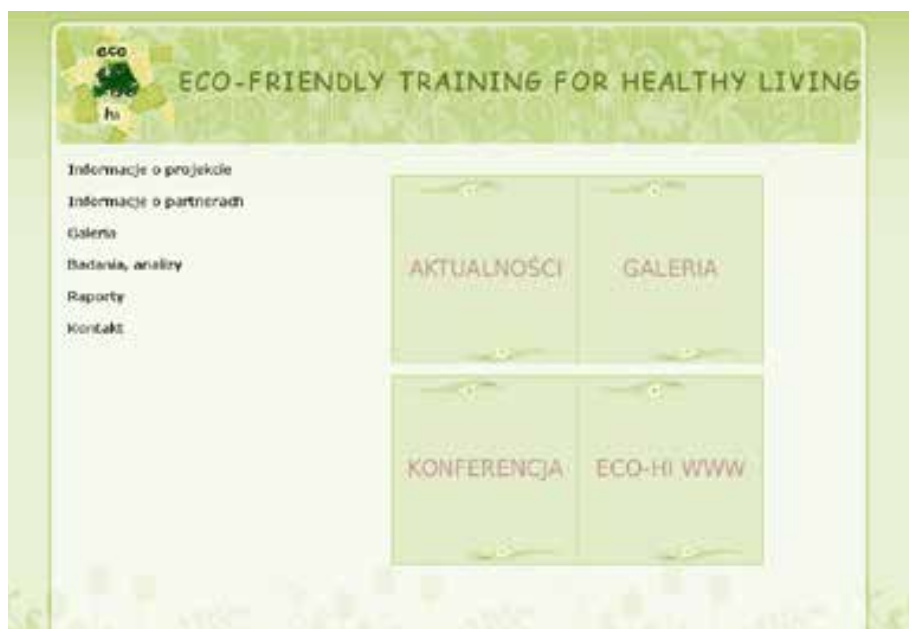 eco
hi
ECO-FRIENDLY TRAINING FOR HEALTHY LIVING
Informacje o projekcie
Informacje o partnerach
Galeria
Badania, analizy
Raporty
Kontakt
AKTUALNOŚCI
GALERIA
KONFERENCJA
ECO-HI WWW